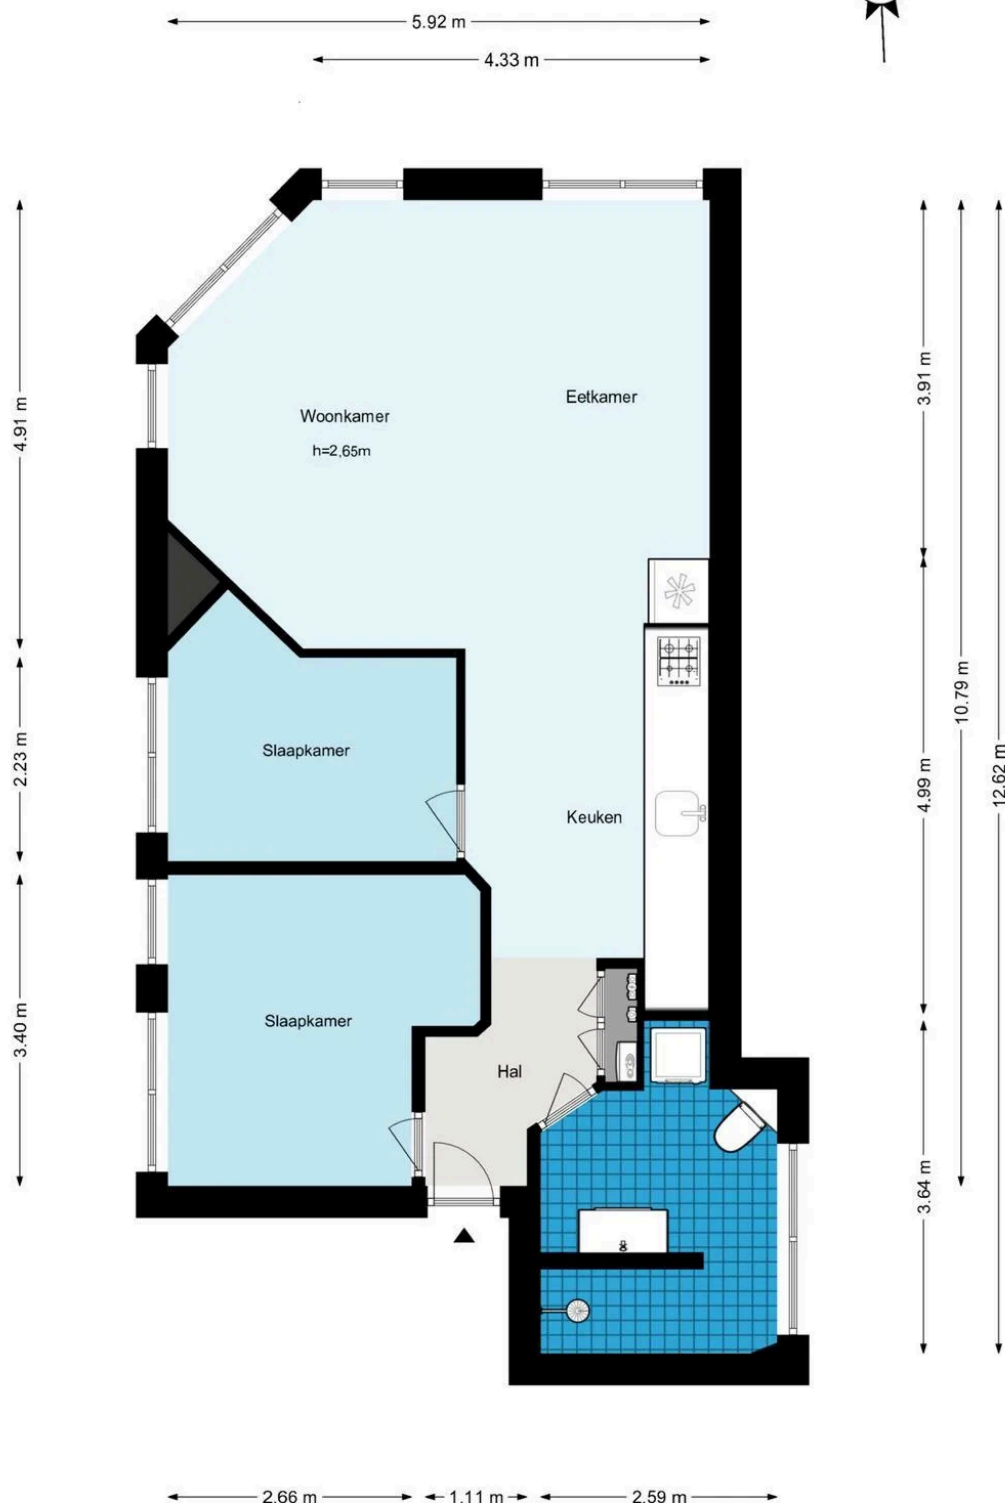 5.92 m
4.33 m
4.91 m
3.91 m
Eetkamer
Woonkamer
h=2,65m
10.79 m
2.23 m
Slaapkamer
12.62 m
4.99 m
Keuken
3.40 m
Slaapkamer
Hal
3.64 m
2.66 m
1.11 m
2.59 m